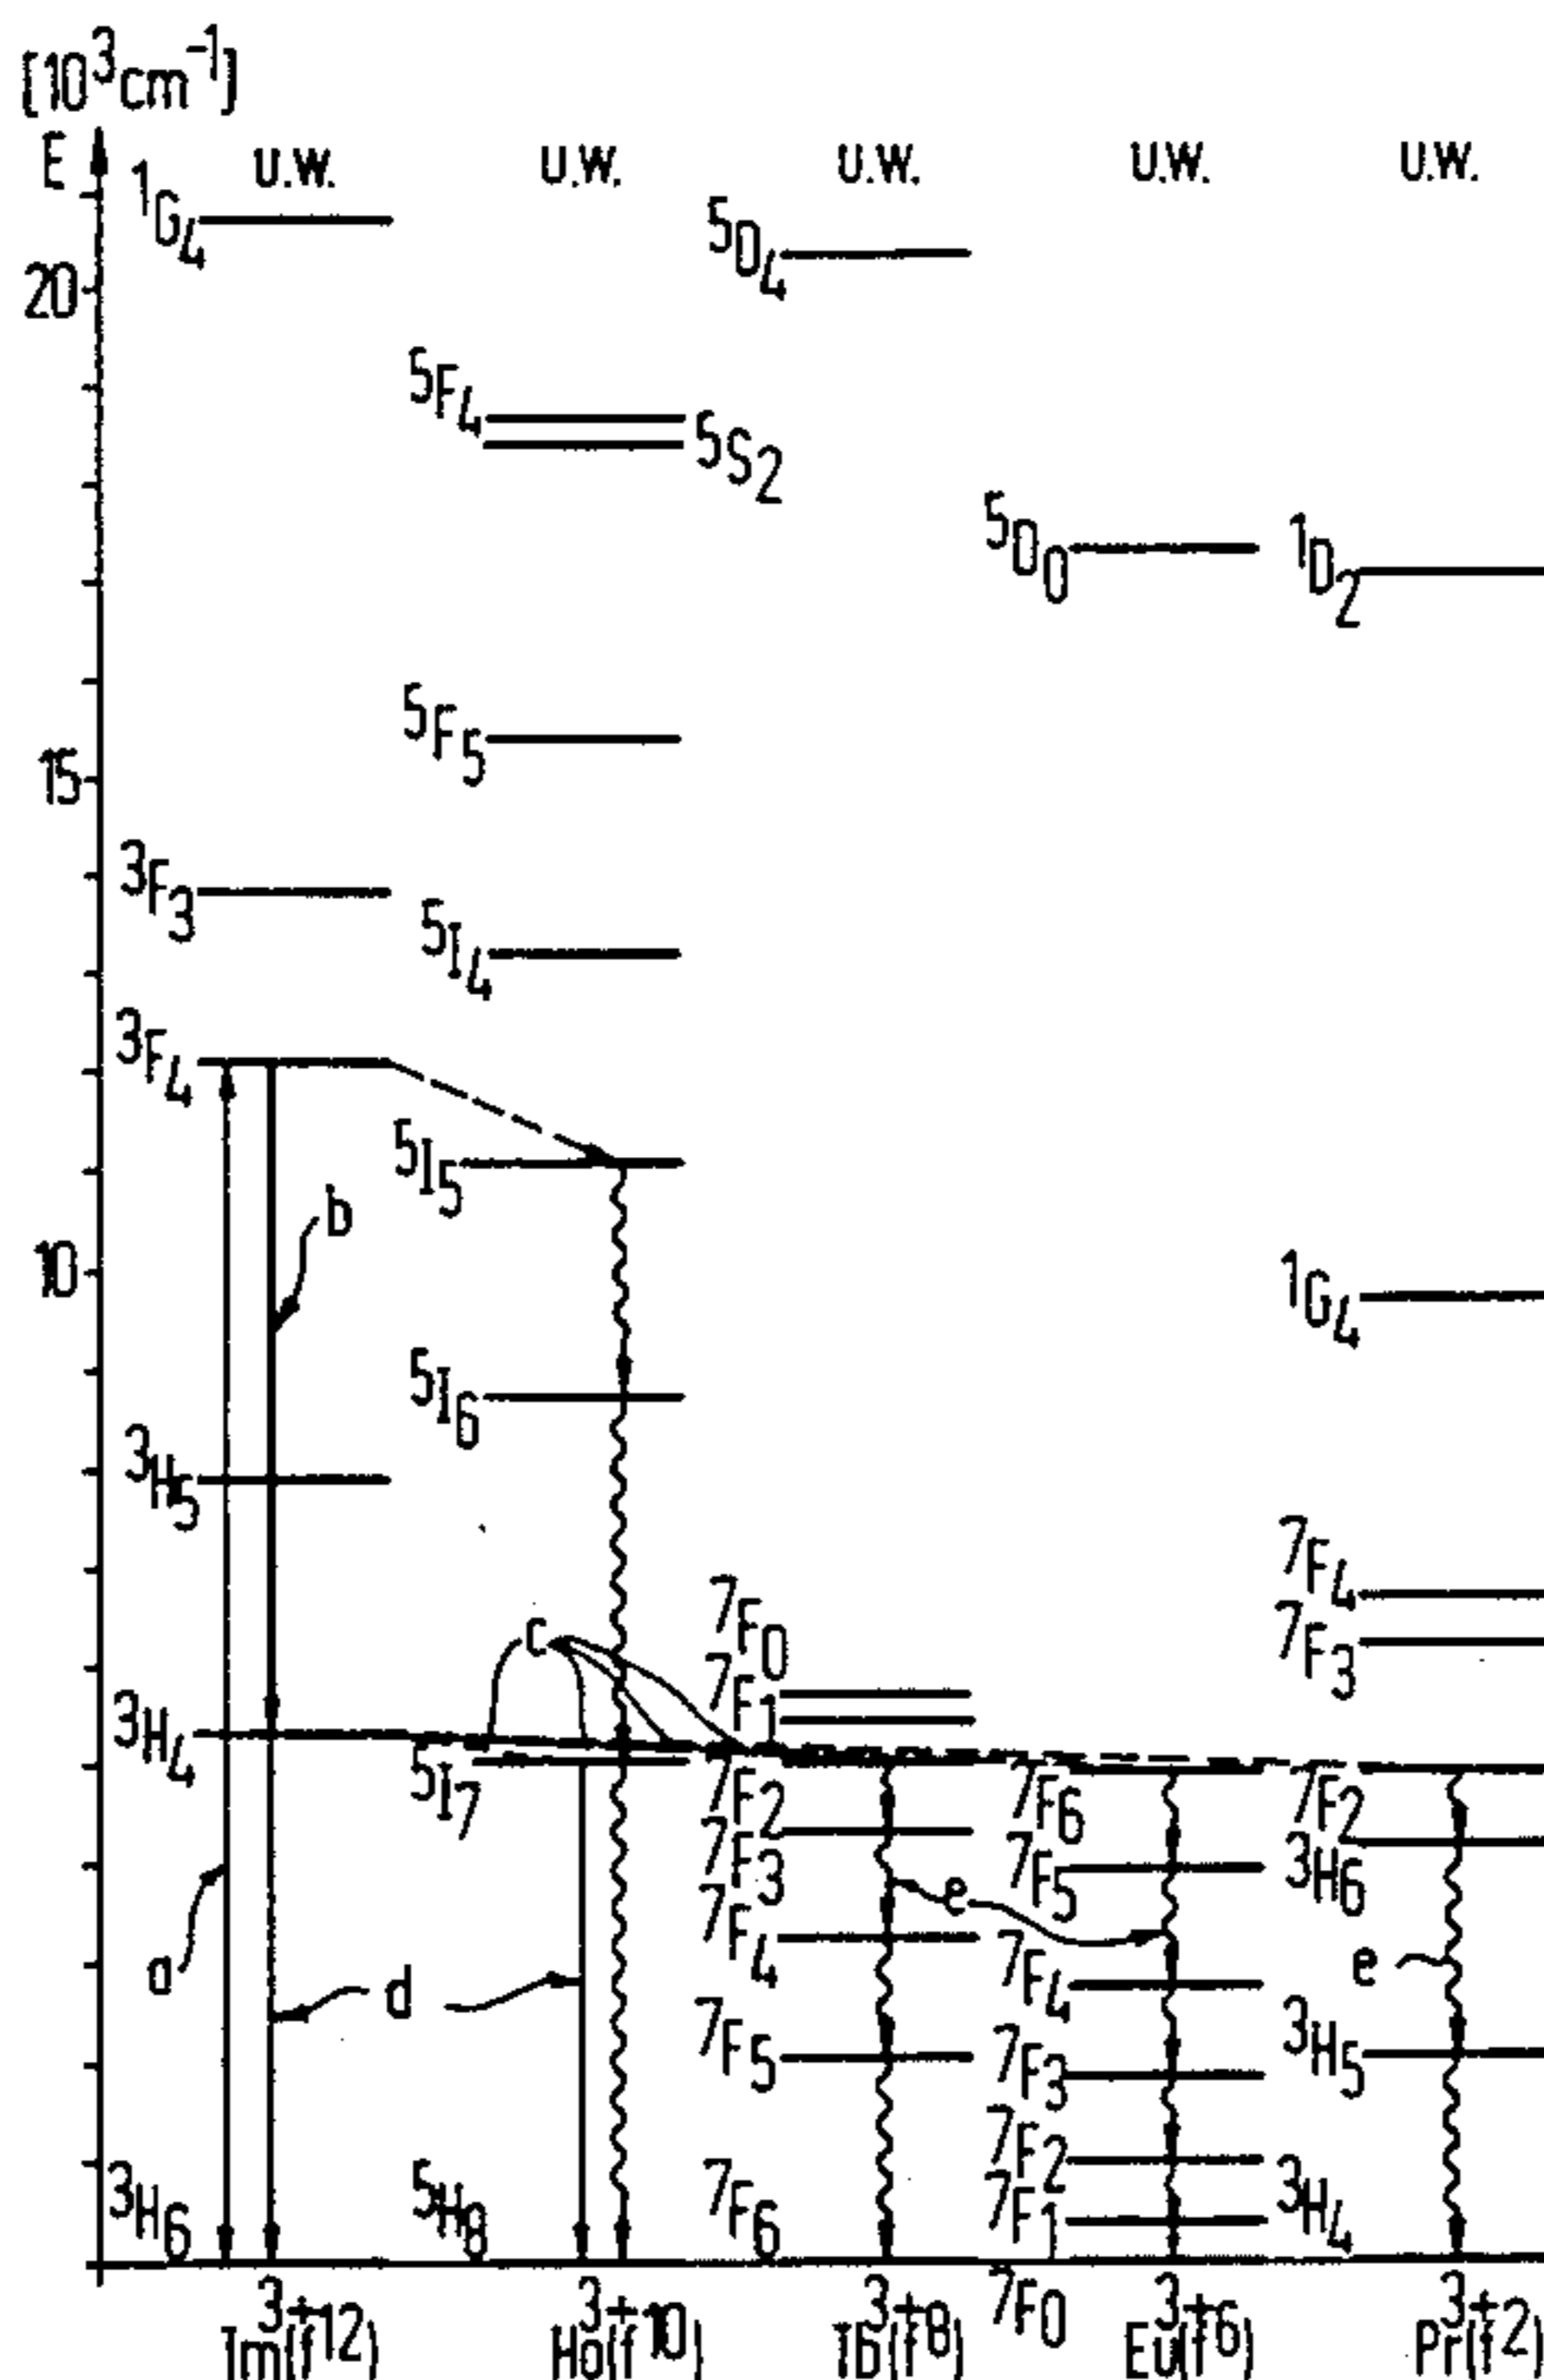 [10³cm⁻¹]
E
u.w. u.w. u.w. u.w. u.w.
¹G₄
⁵D₄
20
⁵F₄
⁵S₂
⁵D₀ ¹D₂
⁵F₅
15
³F₃
⁵I₄
³F₄
⁵I₅
b
10
¹G₄
⁵I₆
³H₅
⁷F₄
⁷F₀
c
⁷F₃
⁷F₁
³H₄
⁵I₇
⁷F₂ ⁷F₆ ⁷F₂
⁷F₃ ⁷F₅ ³H₆
e
⁷F₄ ⁷F₄
a d e
⁷F₅ ⁷F₃ ³H₅
⁷F₂
³H₆ ⁵H₈ ⁷F₆ ⁷F₁ ³H₄
⁷F₀
Tm³⁺(f¹²) Ho³⁺(f¹⁰) Tb³⁺(f⁸) Eu³⁺(f⁶) Pr³⁺(f²)